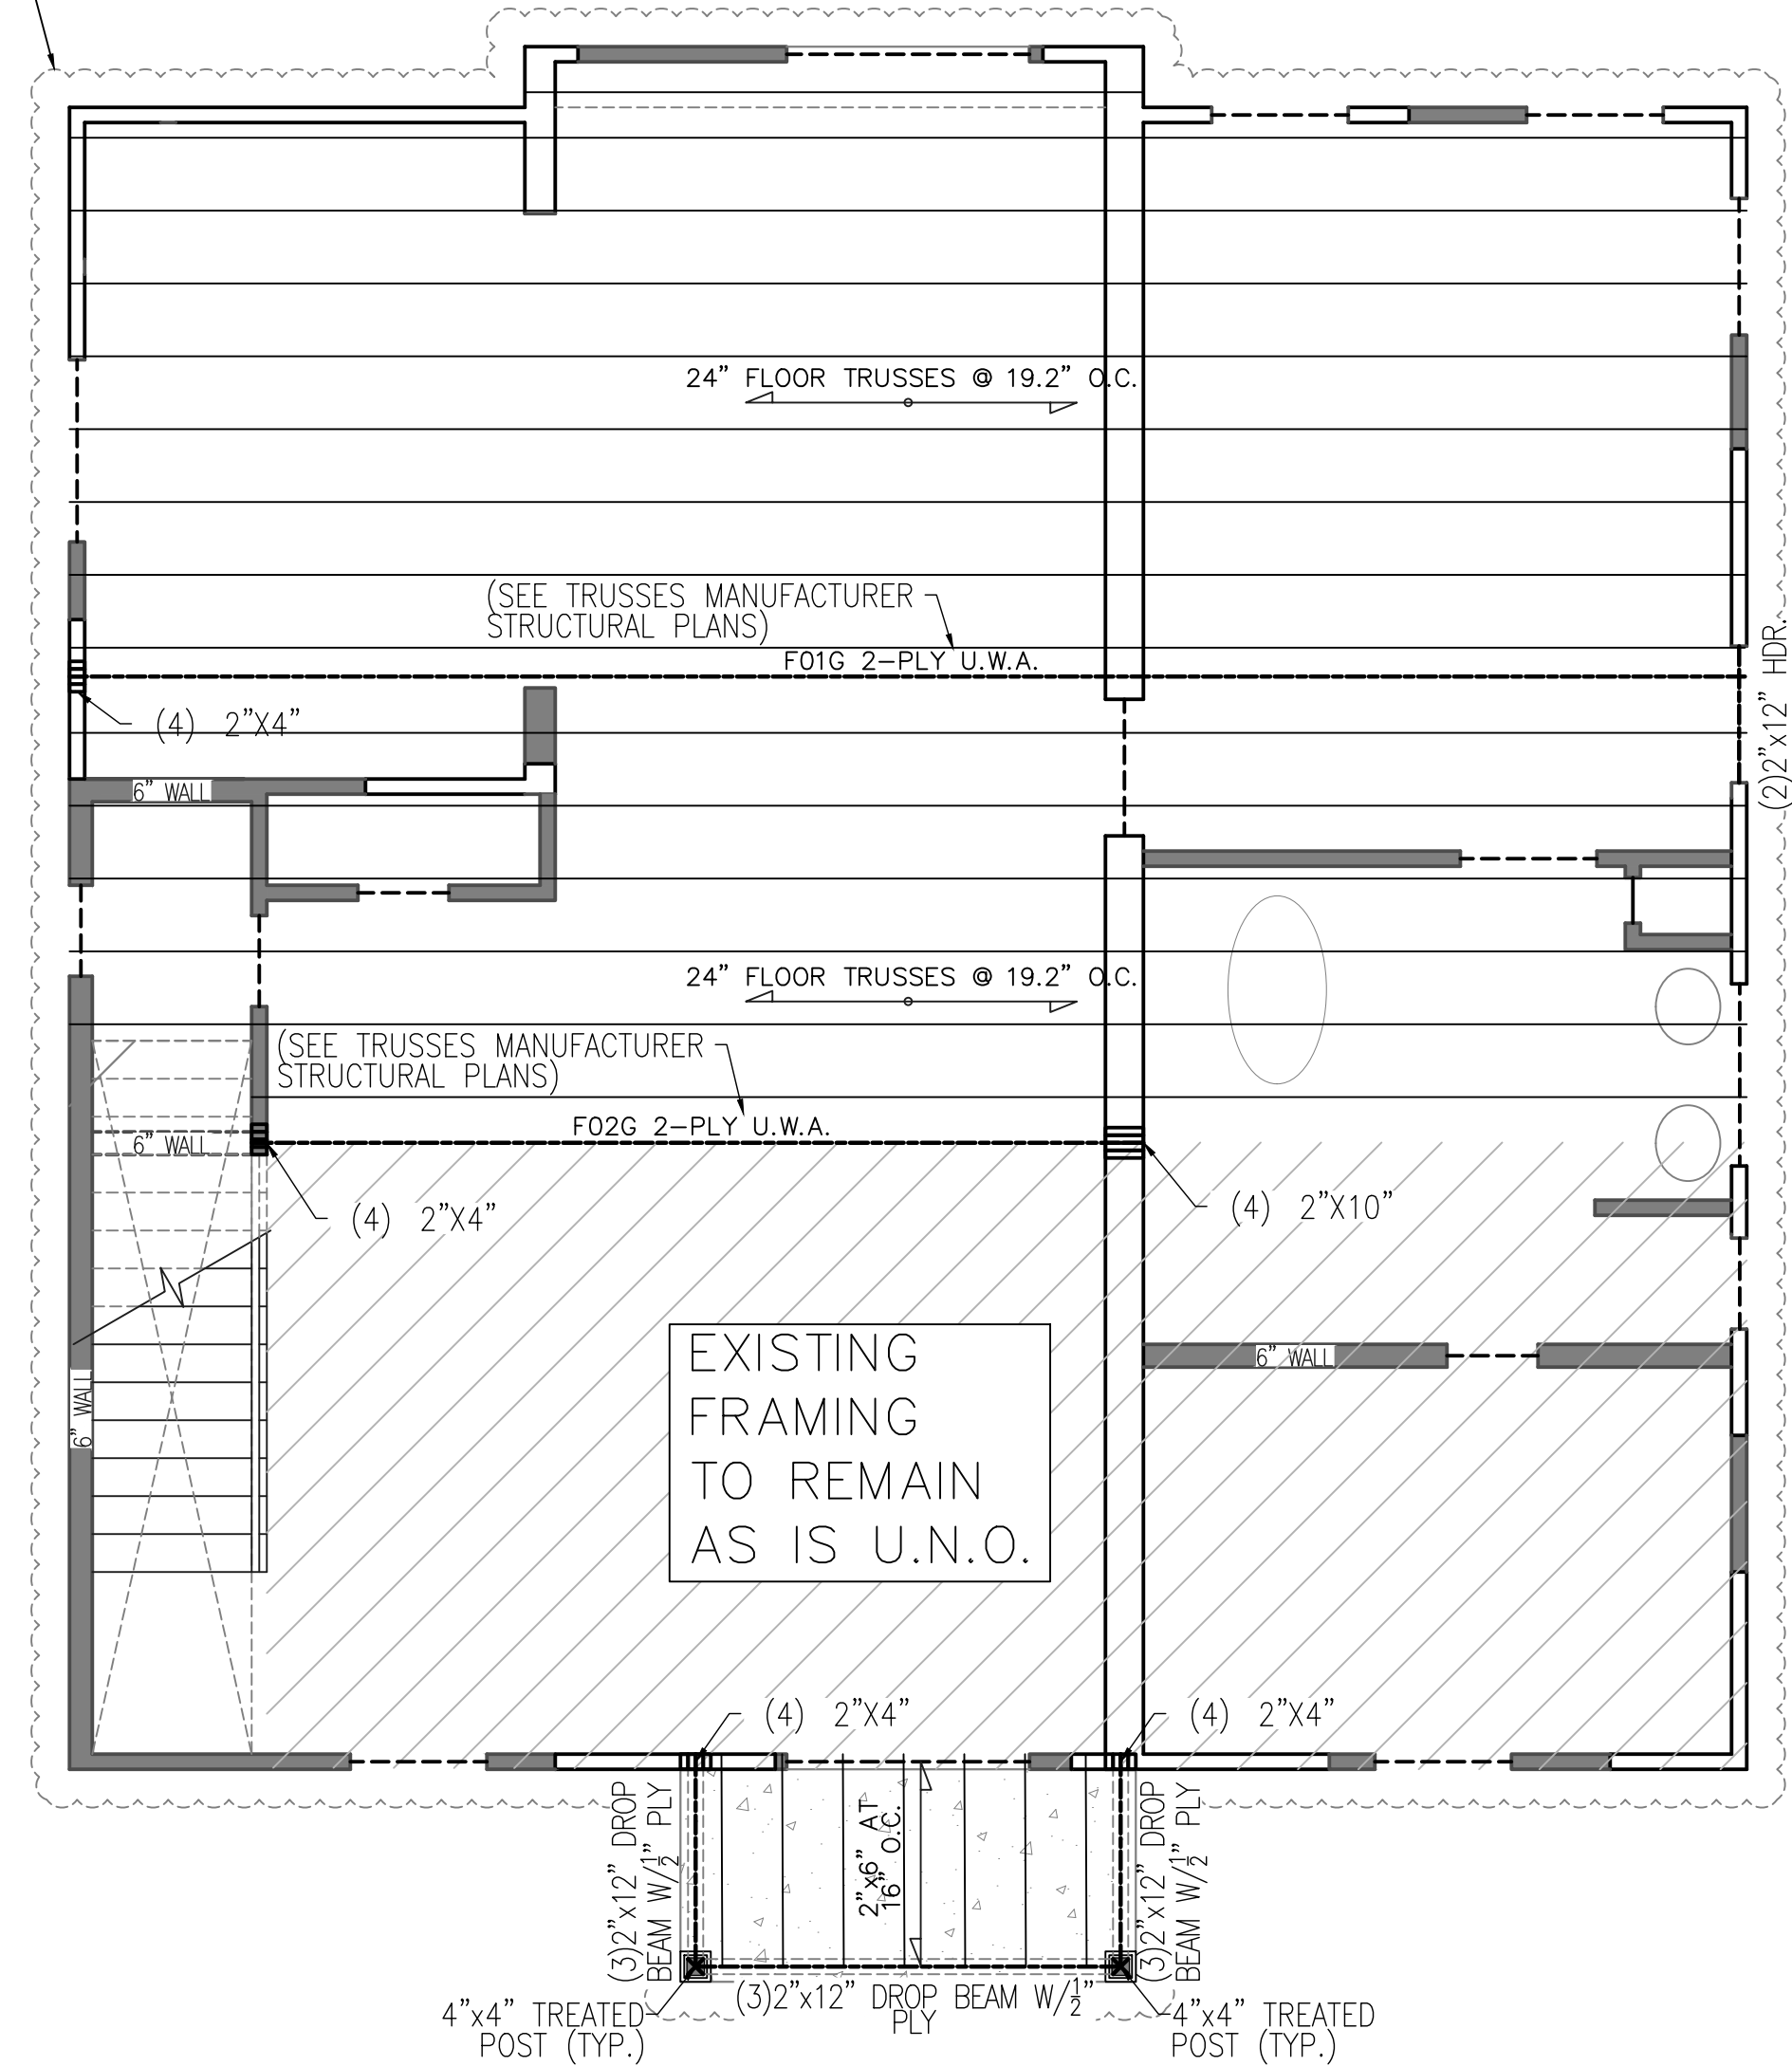 24” FLOOR TRUSSES @ 19.2” O.C.
(SEE TRUSSES MANUFACTURER
STRUCTURAL PLANS)
F01G 2-PLY U.W.A.
(2)2”x12” HDR.
(4) 2”X4”
6” WALL
24” FLOOR TRUSSES @ 19.2” O.C.
(SEE TRUSSES MANUFACTURER
STRUCTURAL PLANS)
F02G 2-PLY U.W.A.
6” WALL
(4) 2”X4”
(4) 2”X10”
6” WALL
6” WALL
EXISTING
FRAMING
TO REMAIN
AS IS U.N.O.
(4) 2”X4”
(4) 2”X4”
(3)2”x12” DROP
BEAM W/½” PLY
2”x6” AT
16” O.C.
(3)2”x12” DROP
BEAM W/½” PLY
(3)2”x12” DROP BEAM W/½”
PLY
4”x4” TREATED
POST (TYP.)
4”x4” TREATED
POST (TYP.)